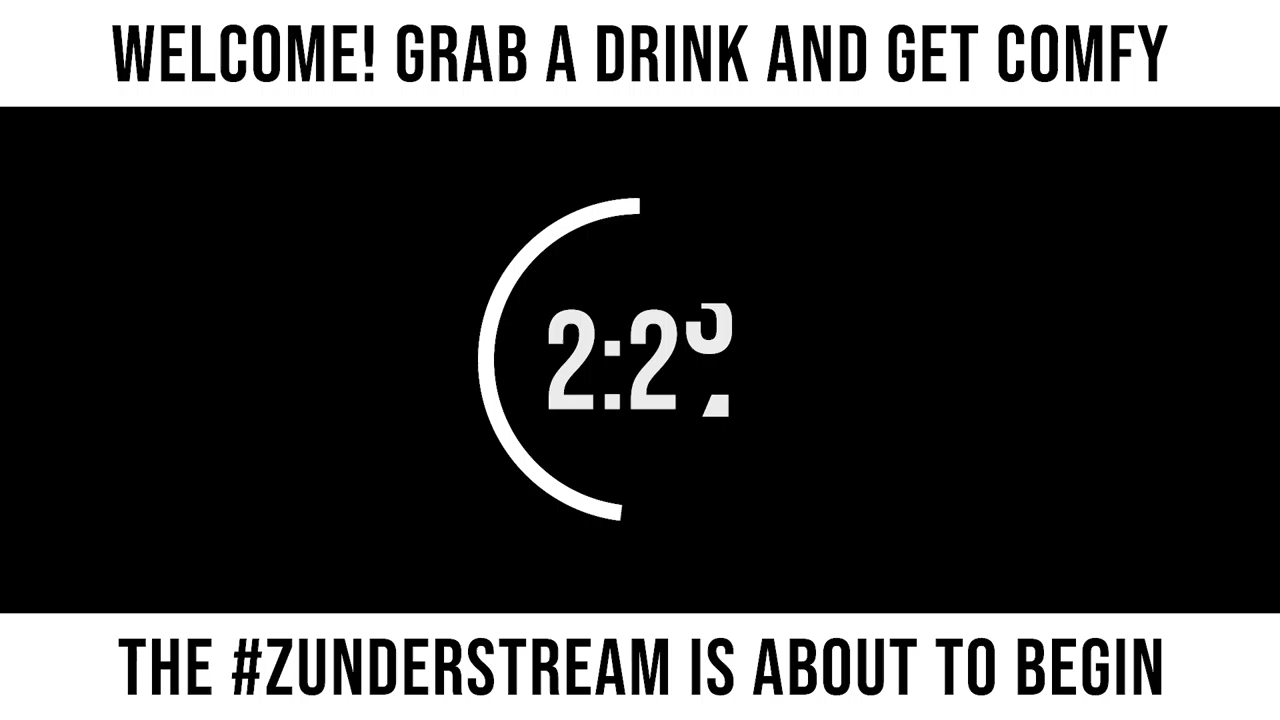 WELCOME! GRAB A DRINK AND GET COMFY
2:2
THE #ZUNDERSTREAM IS ABOUT TO BEGIN